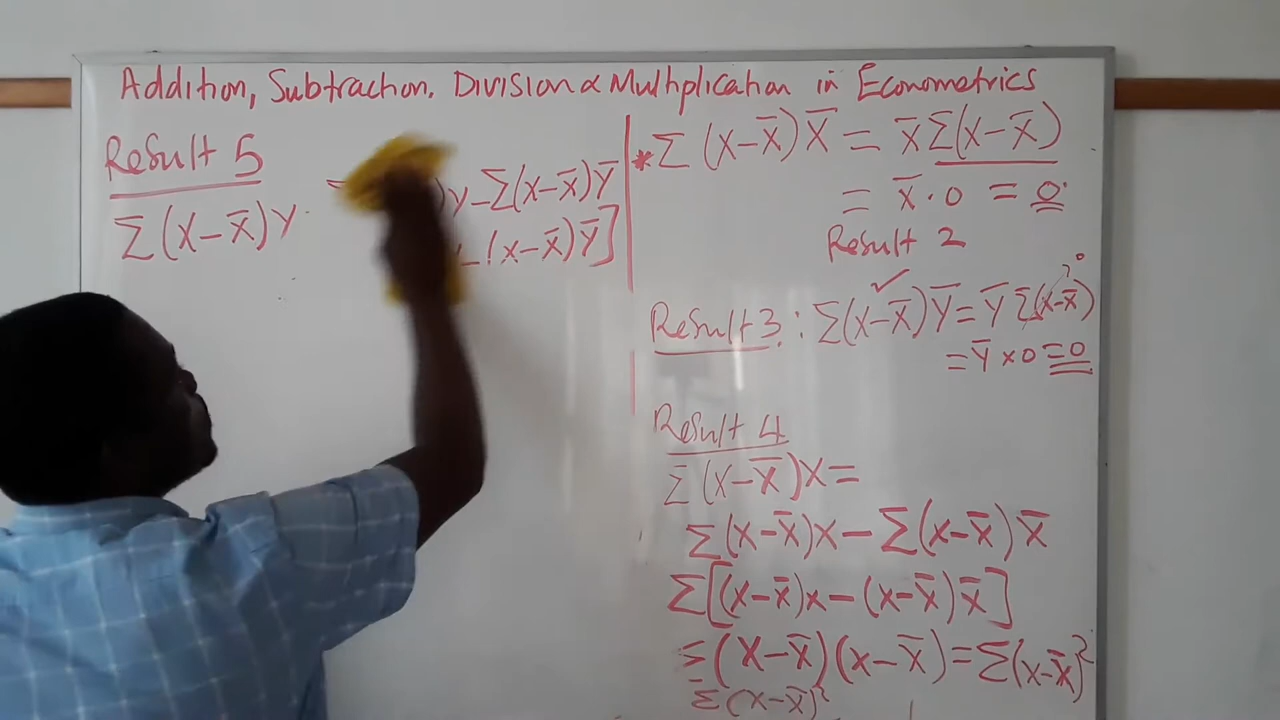 Addition, Subtraction. Division & Multiplication in Econometrics
Result 5
Σ(X-X̄)Y
)Y-Σ(X-X̄)Ȳ
-(X-X̄)Ȳ]
*Σ(X-X̄)X̄ = X̄Σ(X-X̄)
= X̄·0 = 0
Result 2
Result 3: Σ(X-X̄)Ȳ=ȲΣ(X-X̄) 0
=Ȳ×0=0
Result 4
Σ(X-X̄)X=
Σ(X-X̄)X-Σ(X-X̄)X̄
Σ[(X-X̄)X-(X-X̄)X̄]
Σ(X-X̄)(X-X̄)=Σ(X-X̄)²
=Σ(X-X̄)²